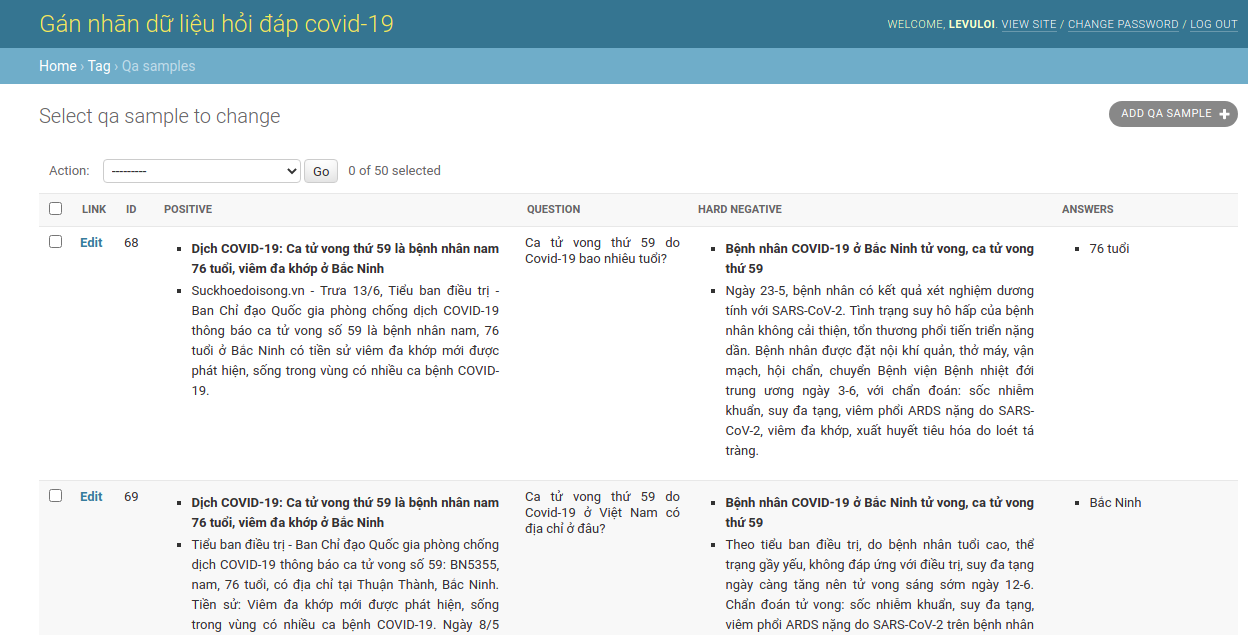 Gán nhãn dữ liệu hỏi đáp covid-19
WELCOME, LEVULOI. VIEW SITE / CHANGE PASSWORD / LOG OUT
Home › Tag › Qa samples
Select qa sample to change
ADD QA SAMPLE +
Action: --------- Go 0 of 50 selected
LINK ID POSITIVE QUESTION HARD NEGATIVE ANSWERS
Edit 68
Dịch COVID-19: Ca tử vong thứ 59 là bệnh nhân nam
76 tuổi, viêm đa khớp ở Bắc Ninh
Suckhoedoisong.vn - Trưa 13/6, Tiểu ban điều trị -
Ban Chỉ đạo Quốc gia phòng chống dịch COVID-19
thông báo ca tử vong số 59 là bệnh nhân nam, 76
tuổi ở Bắc Ninh có tiền sử viêm đa khớp mới được
phát hiện, sống trong vùng có nhiều ca bệnh COVID-
19.
Ca tử vong thứ 59 do
Covid-19 bao nhiêu tuổi?
Bệnh nhân COVID-19 ở Bắc Ninh tử vong, ca tử vong
thứ 59
Ngày 23-5, bệnh nhân có kết quả xét nghiệm dương
tính với SARS-CoV-2. Tình trạng suy hô hấp của bệnh
nhân không cải thiện, tổn thương phổi tiến triển nặng
dần. Bệnh nhân được đặt nội khí quản, thở máy, vận
mạch, hội chẩn, chuyển Bệnh viện Bệnh nhiệt đới
trung ương ngày 3-6, với chẩn đoán: sốc nhiễm
khuẩn, suy đa tạng, viêm phổi ARDS nặng do SARS-
CoV-2, viêm đa khớp, xuất huyết tiêu hóa do loét tá
tràng.
76 tuổi
Edit 69
Dịch COVID-19: Ca tử vong thứ 59 là bệnh nhân nam
76 tuổi, viêm đa khớp ở Bắc Ninh
Tiểu ban điều trị - Ban Chỉ đạo Quốc gia phòng chống
dịch COVID-19 thông báo ca tử vong số 59: BN5355,
nam, 76 tuổi, có địa chỉ tại Thuận Thành, Bắc Ninh.
Tiền sử: Viêm đa khớp mới được phát hiện, sống
trong vùng có nhiều ca bệnh COVID-19. Ngày 8/5
Ca tử vong thứ 59 do
Covid-19 ở Việt Nam có
địa chỉ ở đâu?
Bệnh nhân COVID-19 ở Bắc Ninh tử vong, ca tử vong
thứ 59
Theo tiểu ban điều trị, do bệnh nhân tuổi cao, thể
trạng gầy yếu, không đáp ứng với điều trị, suy đa tạng
ngày càng tăng nên tử vong sáng sớm ngày 12-6.
Chẩn đoán tử vong: sốc nhiễm khuẩn, suy đa tạng,
viêm phổi ARDS nặng do SARS-CoV-2 trên bệnh nhân
Bắc Ninh